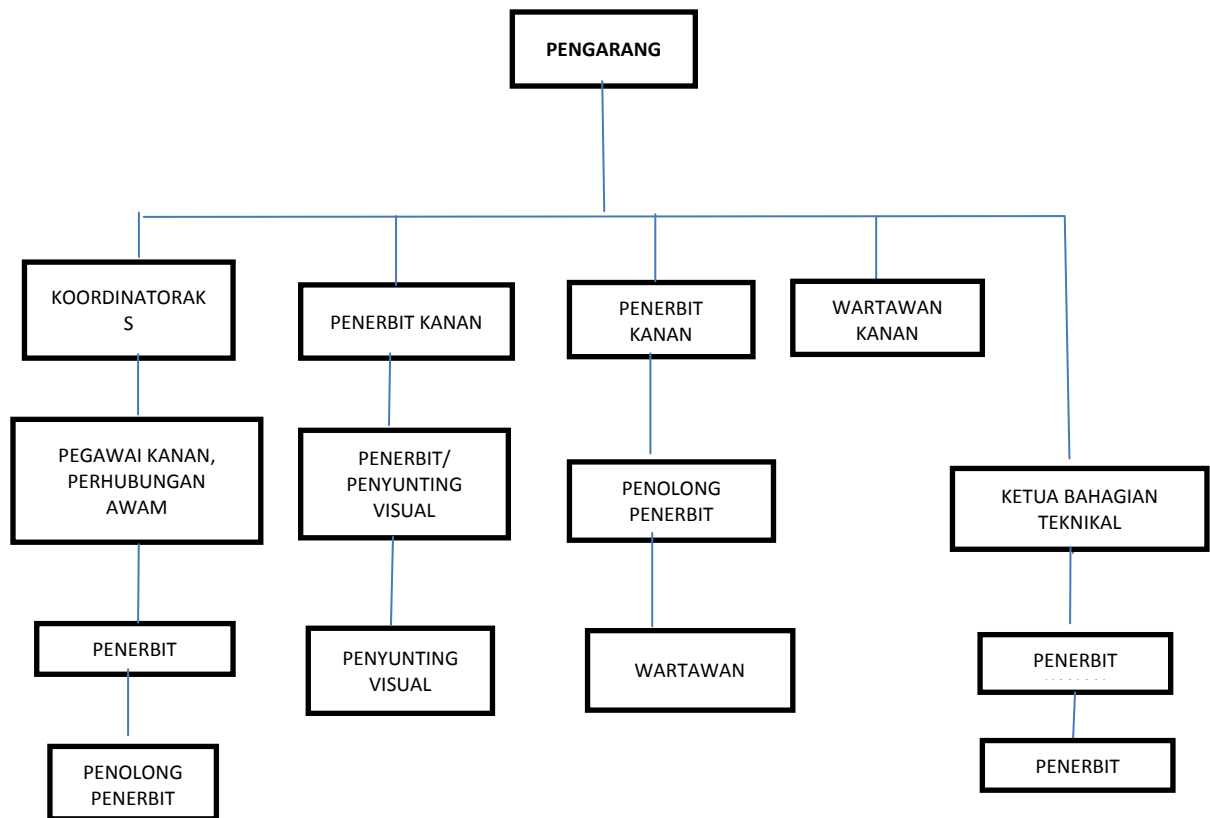 PENGARANG
KOORDINATORAK
S
PENERBIT KANAN
PENERBIT
KANAN
WARTAWAN
KANAN
PEGAWAI KANAN,
PERHUBUNGAN
AWAM
PENERBIT/
PENYUNTING
VISUAL
PENOLONG
PENERBIT
KETUA BAHAGIAN
TEKNIKAL
PENERBIT
PENYUNTING
VISUAL
WARTAWAN
PENERBIT
PENOLONG
PENERBIT
PENERBIT